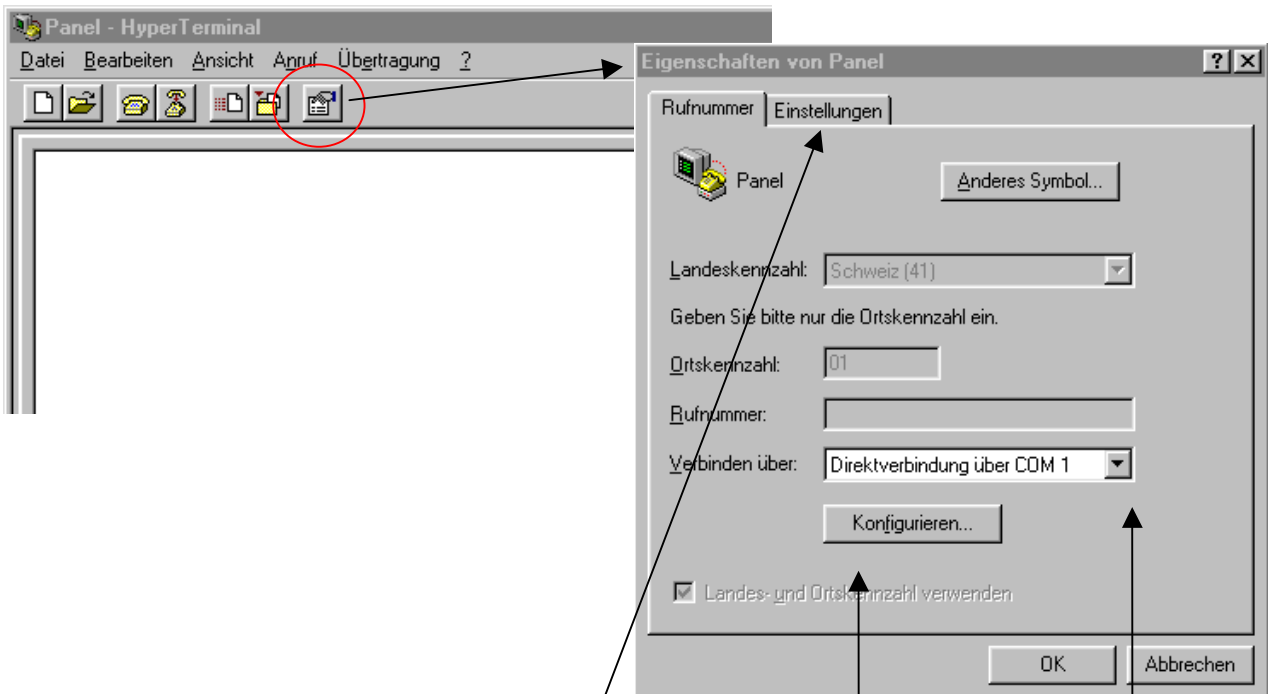 Panel - HyperTerminal
Datei Bearbeiten Ansicht Anruf Übertragung ?
Eigenschaften von Panel
Rufnummer Einstellungen
Panel Anderes Symbol...
Landeskennzahl: Schweiz (41)
Geben Sie bitte nur die Ortskennzahl ein.
Ortskennzahl: 01
Rufnummer:
Verbinden über: Direktverbindung über COM 1
Konfigurieren...
Landes- und Ortskennzahl verwenden
OK Abbrechen